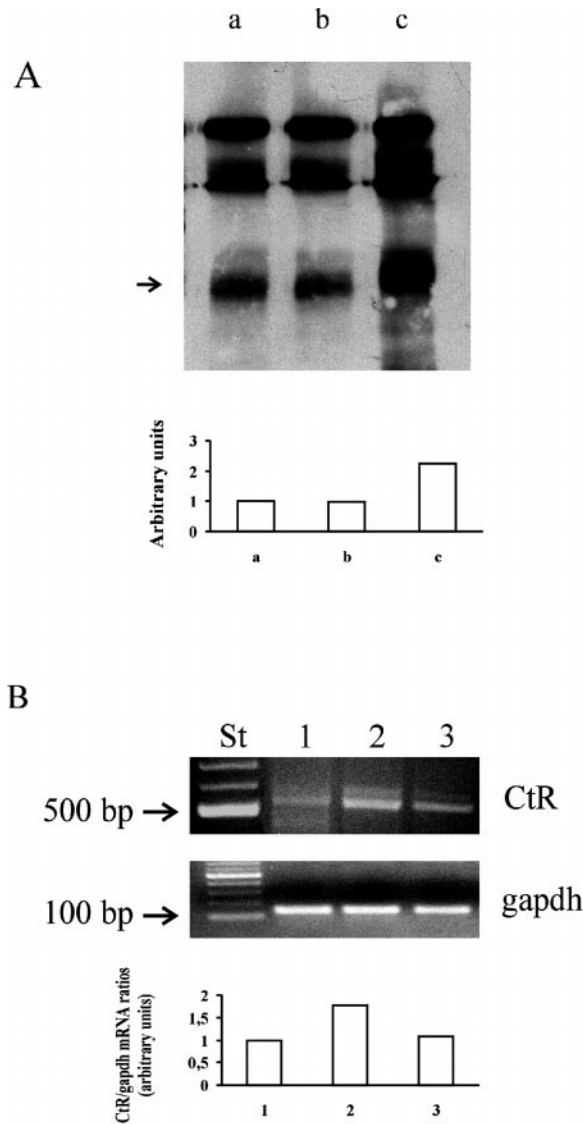 a b c
A
Arbitrary units
3
2
1
0
a b c
B
St 1 2 3
500 bp CtR
100 bp gapdh
CtR/gapdh mRNA ratios
(arbitrary units)
2
1,5
1
0,5
0
1 2 3